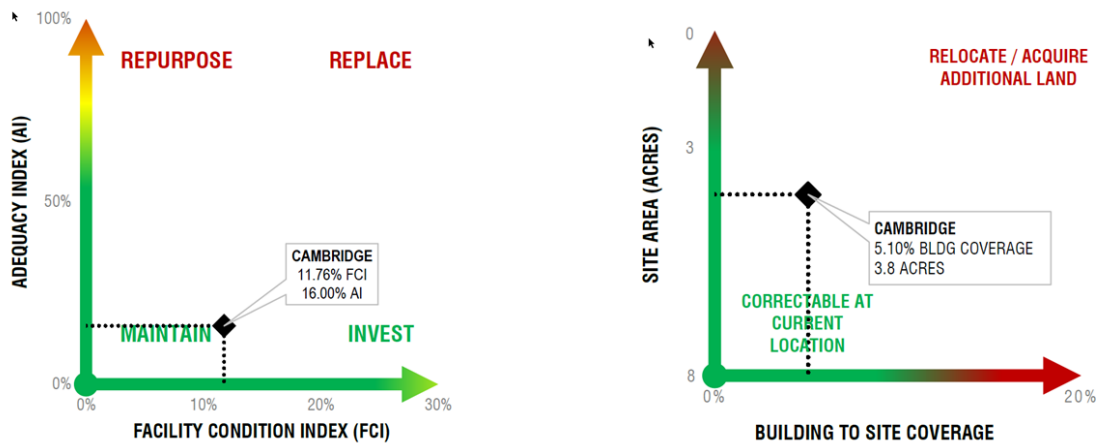 100%
REPURPOSE
REPLACE
ADEQUACY INDEX (AI)
50%
CAMBRIDGE
11.76% FCI
16.00% AI
MAINTAIN
INVEST
0%
0%
10%
20%
30%
FACILITY CONDITION INDEX (FCI)
0
RELOCATE / ACQUIRE
ADDITIONAL LAND
SITE AREA (ACRES)
3
CAMBRIDGE
5.10% BLDG COVERAGE
3.8 ACRES
CORRECTABLE AT
CURRENT
LOCATION
8
0%
20%
BUILDING TO SITE COVERAGE